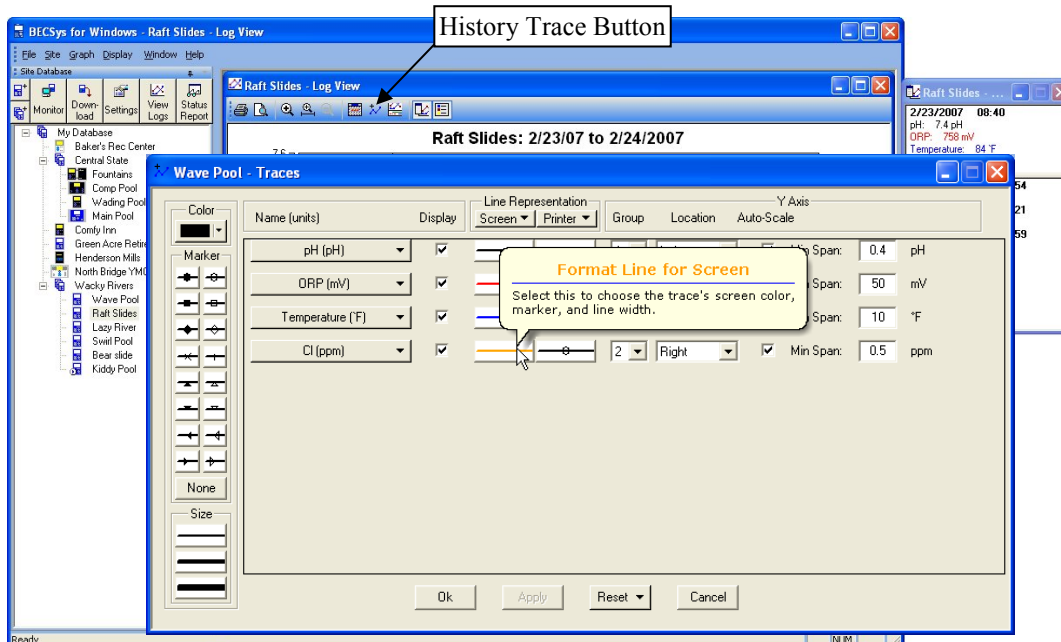 History Trace Button
BECSys for Windows - Raft Slides - Log View
File Site Graph Display Window Help
Site Database
Monitor Down-load Settings View Logs Status Report
My Database
Baker's Rec Center
Central State
Fountains
Comp Pool
Wading Pool
Main Pool
Comfy Inn
Green Acre Retire
Henderson Mills
North Bridge YMC
Wacky Rivers
Wave Pool
Raft Slides
Lazy River
Swirl Pool
Bear slide
Kiddy Pool
Raft Slides - Log View
Raft Slides: 2/23/07 to 2/24/2007
7.6
Raft Slides - ...
2/23/2007 08:40
pH: 7.4 pH
ORP: 758 mV
Temperature: 84 °F
54
21
59
Wave Pool - Traces
Color
Marker
None
Size
Name (units) Display
Line Representation
Screen Printer
Y Axis
Group Location Auto-Scale
pH (pH) Min Span: 0.4 pH
ORP (mV) Span: 50 mV
Temperature (°F) Span: 10 °F
Cl (ppm) 2 Right Min Span: 0.5 ppm
Format Line for Screen
Select this to choose the trace's screen color,
marker, and line width.
Ok Apply Reset Cancel
Ready NUM